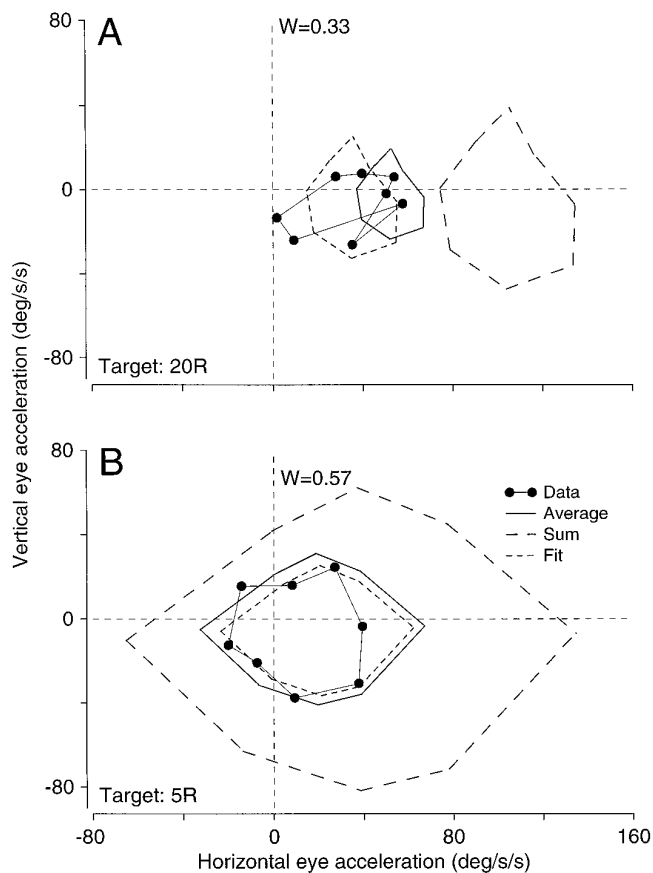 80
A
W=0.33
0
-80
Target: 20R
Vertical eye acceleration (deg/s/s)
80
B
W=0.57
Data
Average
Sum
Fit
0
-80
Target: 5R
-80
0
80
160
Horizontal eye acceleration (deg/s/s)